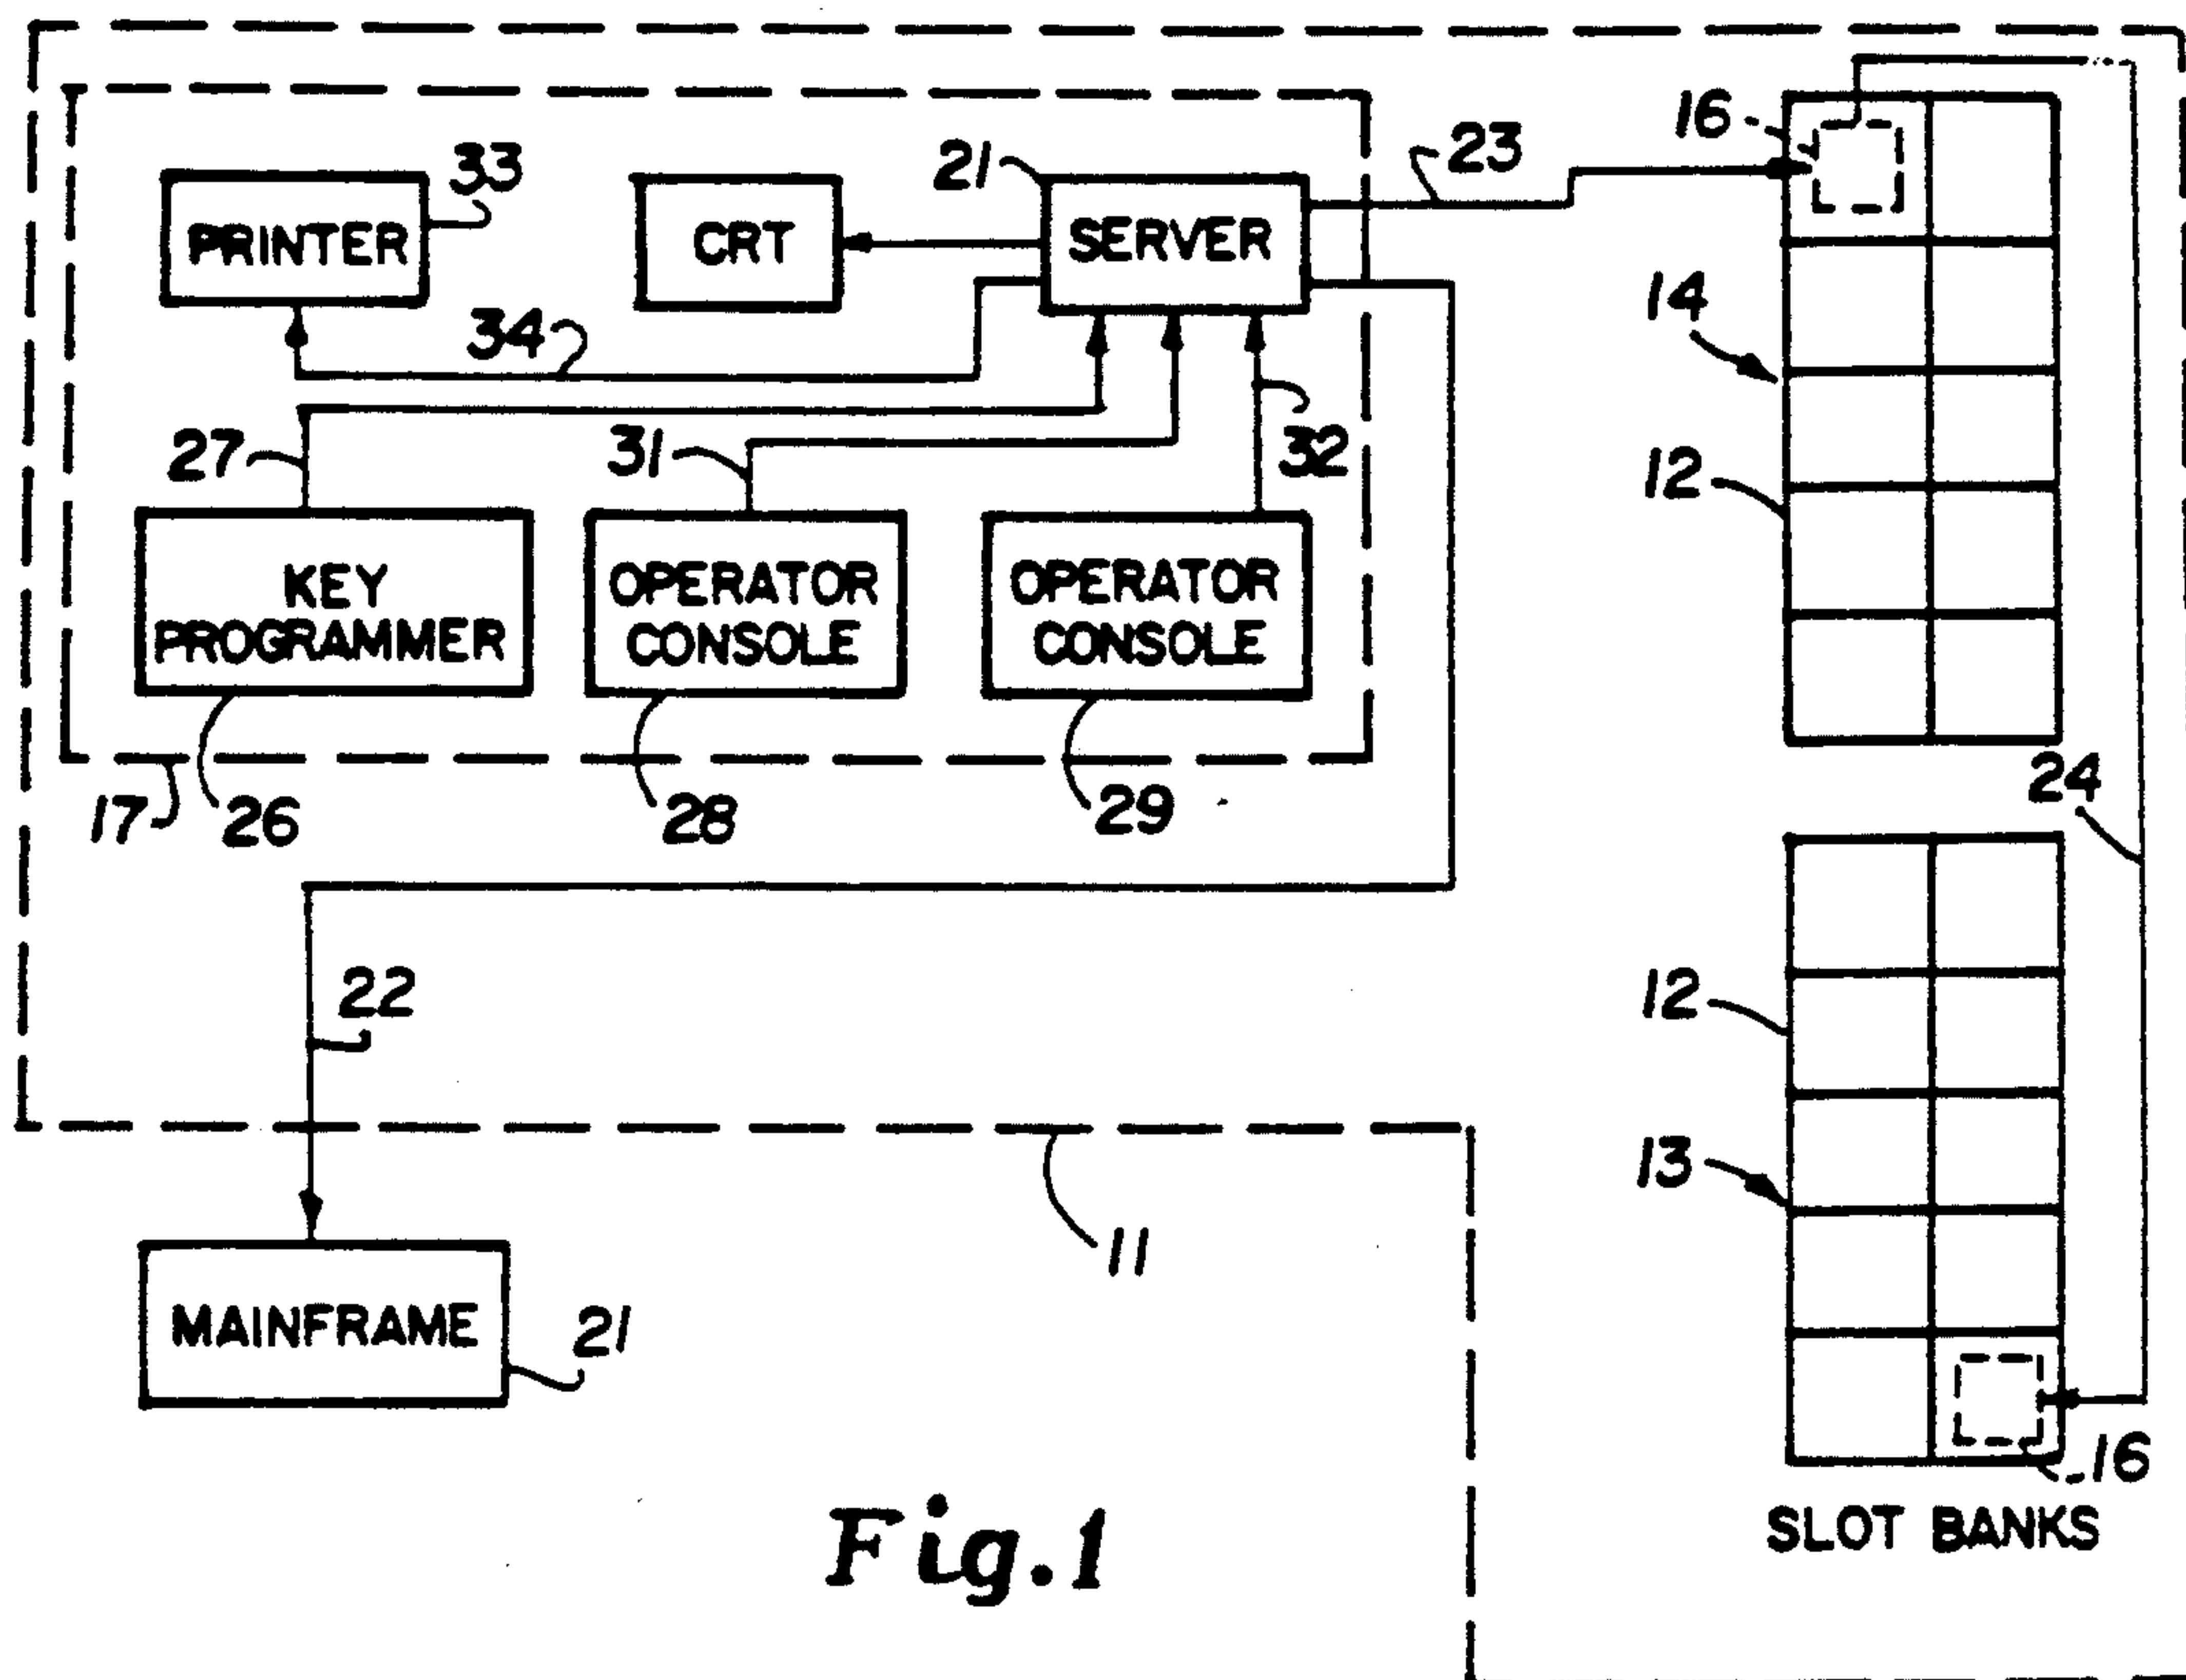 16
33
21
23
PRINTER
CRT
SERVER
14
34
27
31
32
12
KEY
PROGRAMMER
OPERATOR
CONSOLE
OPERATOR
CONSOLE
24
17
26
28
29
22
12
13
11
MAINFRAME
21
16
SLOT BANKS
Fig.1